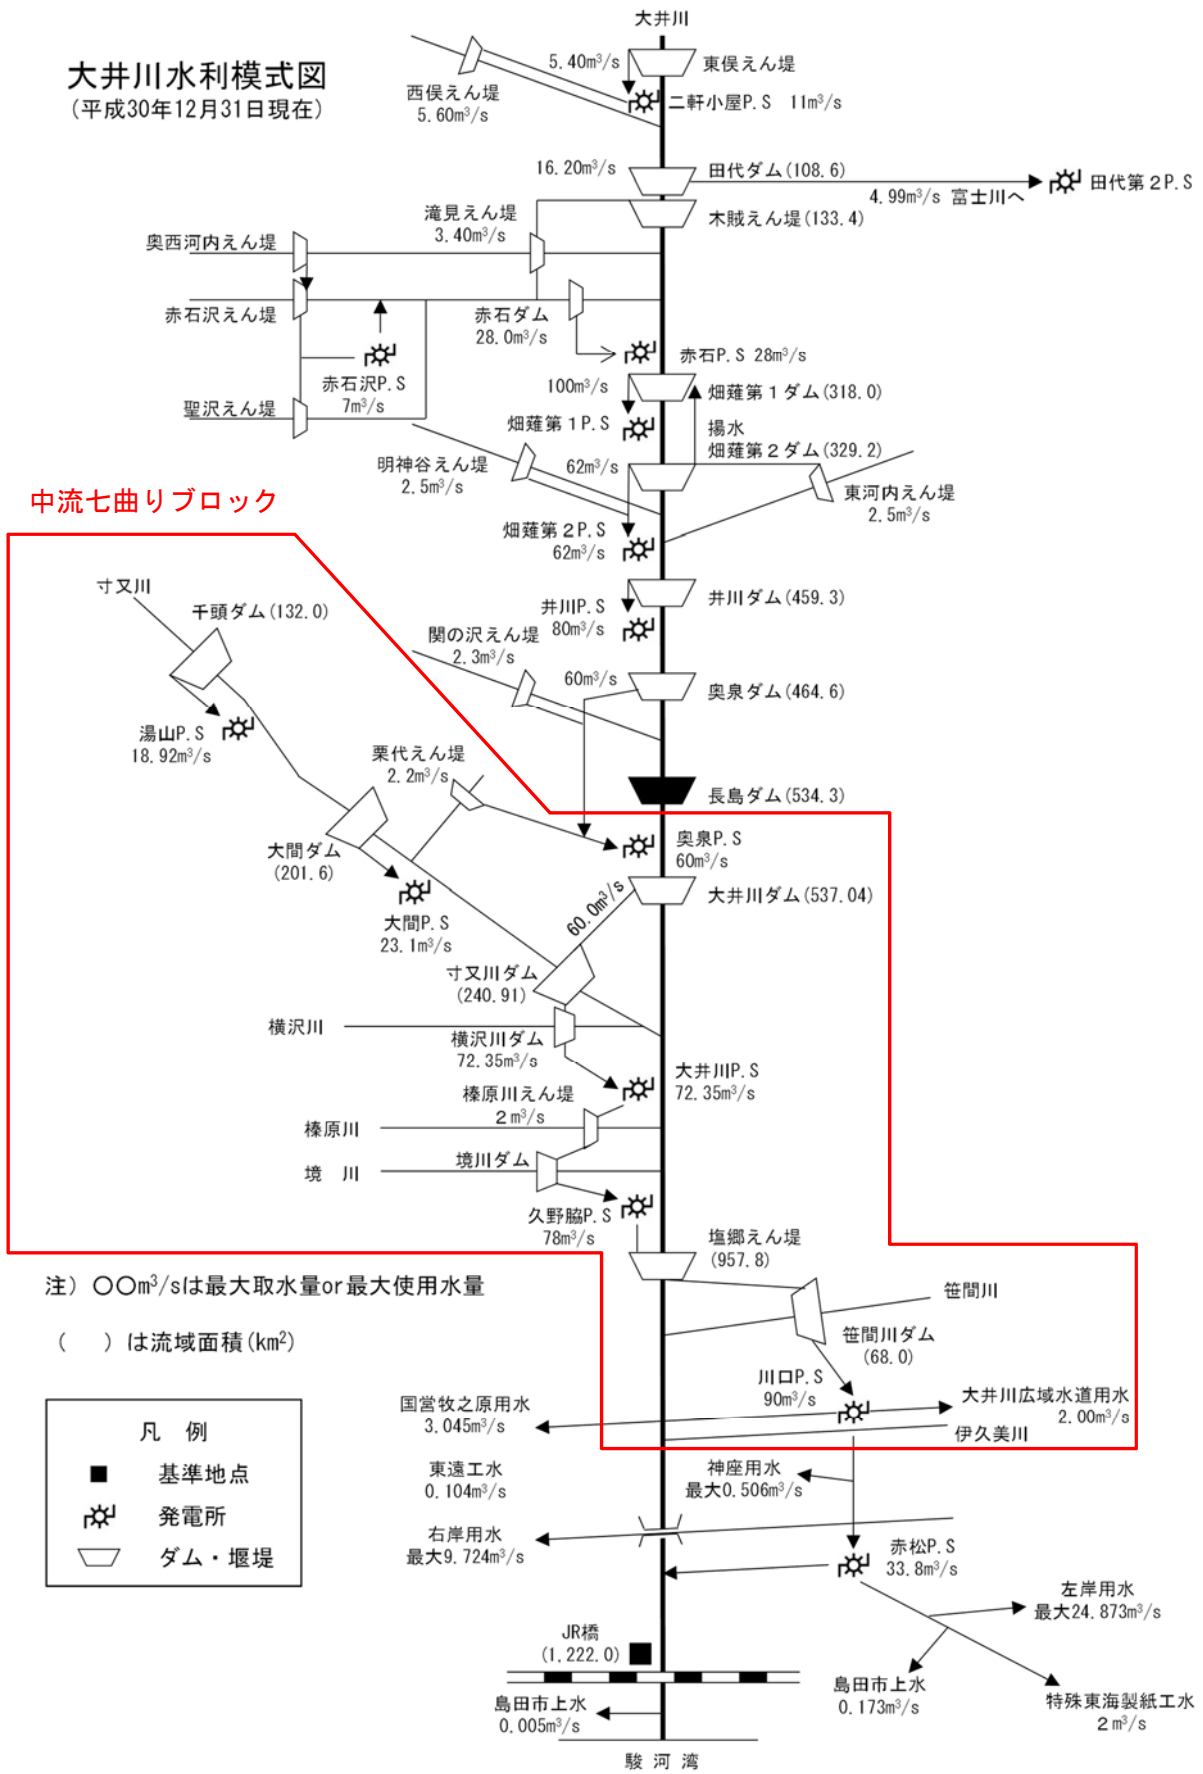 大井川
大井川水利模式図
(平成30年12月31日現在)
5.40m³/s
東俣えん堤
西俣えん堤
5.60m³/s
二軒小屋P.S 11m³/s
16.20m³/s
田代ダム(108.6)
4.99m³/s 富士川へ
田代第2P.S
木賊えん堤(133.4)
滝見えん堤
3.40m³/s
奥西河内えん堤
赤石沢えん堤
赤石ダム
28.0m³/s
赤石P.S 28m³/s
赤石沢P.S
7m³/s
聖沢えん堤
100m³/s
畑薙第1ダム(318.0)
畑薙第1P.S
揚水
畑薙第2ダム(329.2)
明神谷えん堤
2.5m³/s
62m³/s
東河内えん堤
2.5m³/s
畑薙第2P.S
62m³/s
中流七曲りブロック
寸又川
千頭ダム(132.0)
井川ダム(459.3)
井川P.S
80m³/s
関の沢えん堤
2.3m³/s
60m³/s
奥泉ダム(464.6)
湯山P.S
18.92m³/s
栗代えん堤
2.2m³/s
長島ダム(534.3)
奥泉P.S
60m³/s
大間ダム
(201.6)
大間P.S
23.1m³/s
60.0m³/s
大井川ダム(537.04)
寸又川ダム
(240.91)
横沢川
横沢川ダム
72.35m³/s
大井川P.S
72.35m³/s
榛原川えん堤
2m³/s
榛原川
境川ダム
境 川
久野脇P.S
78m³/s
塩郷えん堤
(957.8)
注) 〇〇m³/sは最大取水量or最大使用水量
( )は流域面積(km²)
笹間川
笹間川ダム
(68.0)
川口P.S
90m³/s
国営牧之原用水
3.045m³/s
大井川広域水道用水
2.00m³/s
伊久美川
凡 例
基準地点
発電所
ダム・堰堤
東遠工水
0.104m³/s
神座用水
最大0.506m³/s
右岸用水
最大9.724m³/s
赤松P.S
33.8m³/s
左岸用水
最大24.873m³/s
JR橋
(1,222.0)
島田市上水
0.173m³/s
特殊東海製紙工水
2m³/s
島田市上水
0.005m³/s
駿河湾